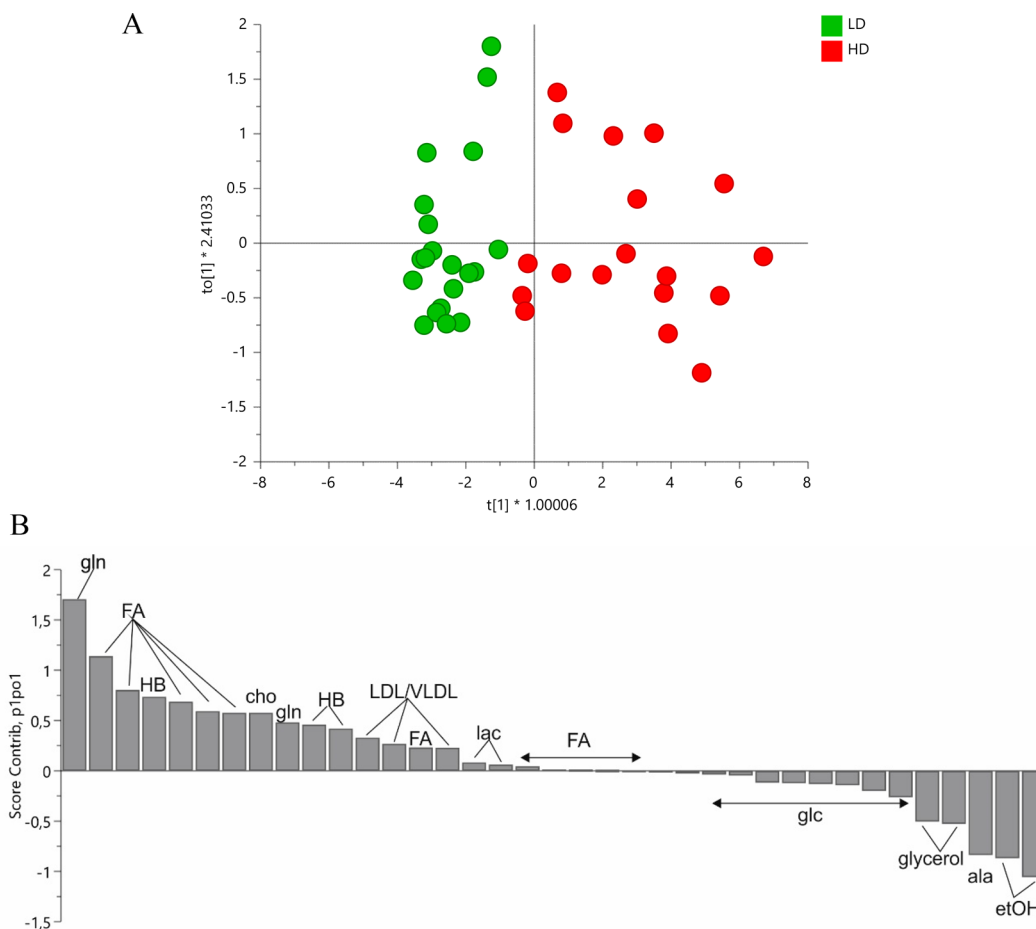 A
LD
HD
2
1.5
1
0.5
0
-0.5
-1
-1.5
-2
to[1] * 2.41033
-8
-6
-4
-2
0
2
4
6
8
t[1] * 1.00006
B
2
1,5
1
0,5
0
-0,5
-1
-1,5
Score Contrib, p1po1
gln
FA
HB
cho
gln
HB
LDL/VLDL
FA
lac
FA
glc
glycerol
ala
etOH